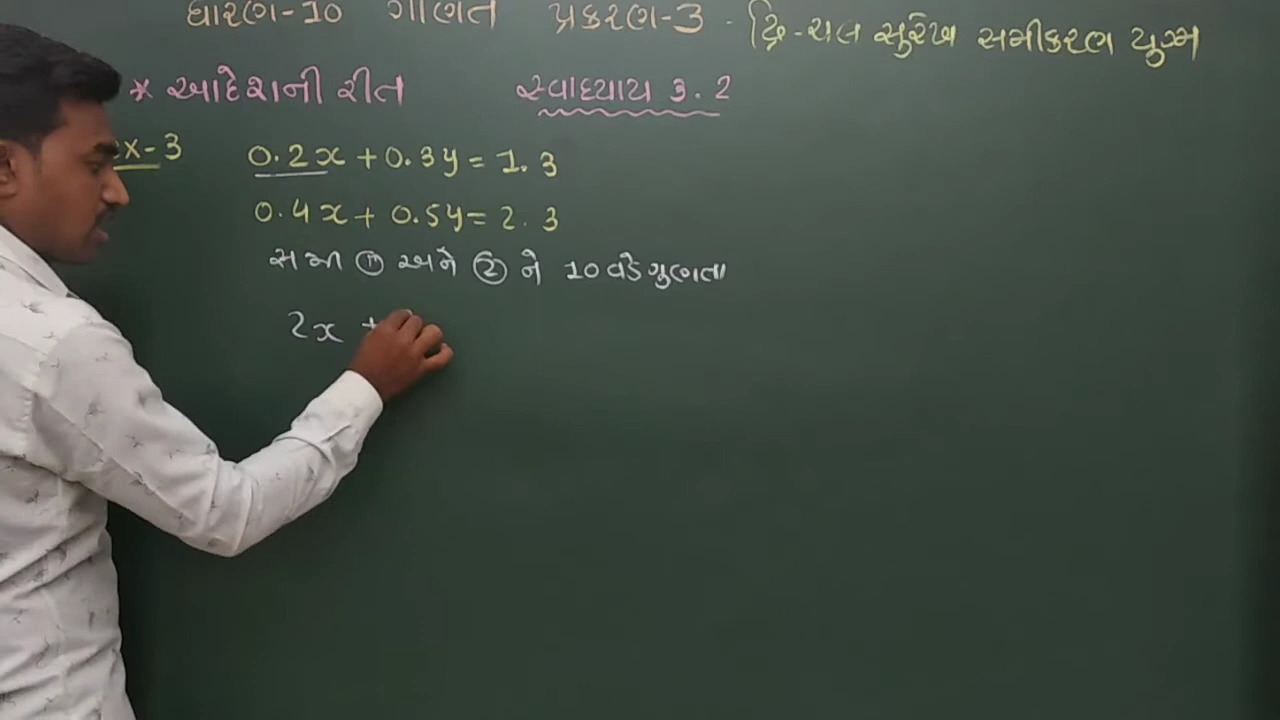 ધોરણ-10 ગણિત પ્રકરણ-3. દ્વિ-ચલ સુરેખ સમીકરણ યુગ્મ
* આદેશની રીત સ્વાધ્યાય 3.2
Ex-3 0.2x + 0.3y = 1.3
0.4x + 0.5y = 2.3
સમી ① અને ② ને 10 વડે ગુણતા
2x +